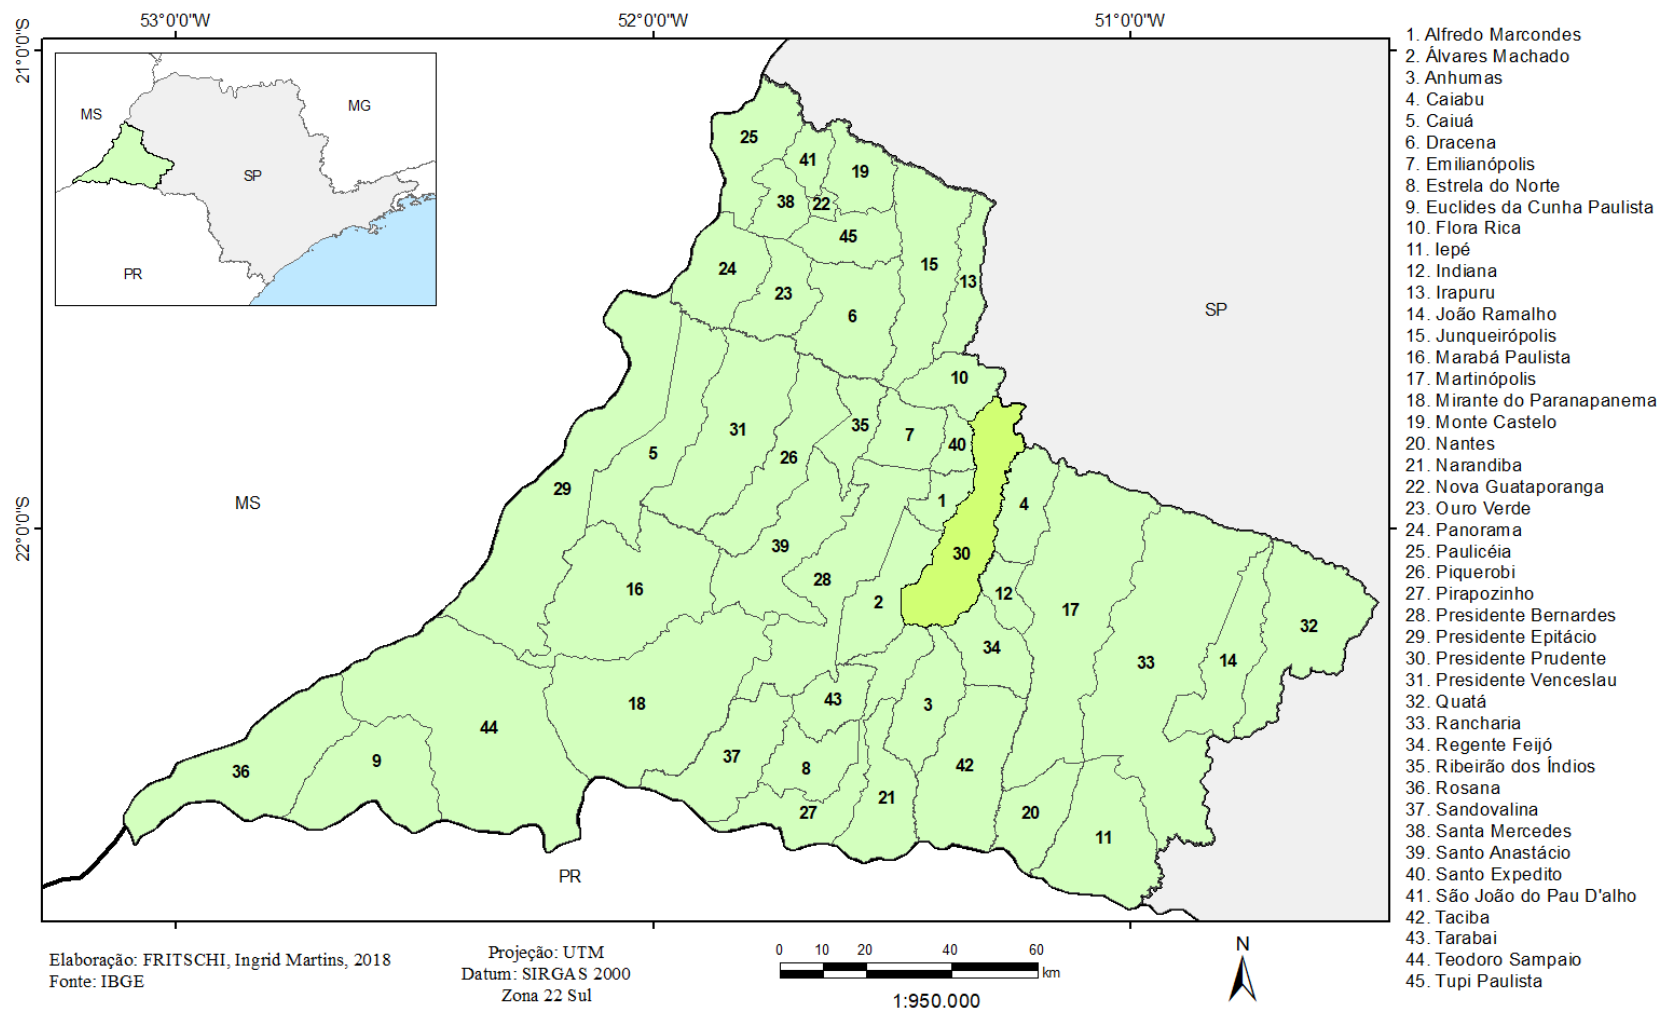 53°0'0"W
52°0'0"W
51°0'0"W
21°0'0"S
22°0'0"S
MS
MG
SP
PR
25
41
19
38
22
45
24
23
15
13
6
10
31
35
7
40
26
5
29
1
4
39
30
28
16
2
12
17
34
32
33
14
18
43
3
44
37
36
9
8
42
21
27
20
11
MS
SP
PR
1. Alfredo Marcondes
2. Álvares Machado
3. Anhumas
4. Caiabu
5. Caiuá
6. Dracena
7. Emilianópolis
8. Estrela do Norte
9. Euclides da Cunha Paulista
10. Flora Rica
11. Iepé
12. Indiana
13. Irapuru
14. João Ramalho
15. Junqueirópolis
16. Marabá Paulista
17. Martinópolis
18. Mirante do Paranapanema
19. Monte Castelo
20. Nantes
21. Narandiba
22. Nova Guataporanga
23. Ouro Verde
24. Panorama
25. Paulicéia
26. Piquerobi
27. Pirapozinho
28. Presidente Bernardes
29. Presidente Epitácio
30. Presidente Prudente
31. Presidente Venceslau
32. Quatá
33. Rancharia
34. Regente Feijó
35. Ribeirão dos Índios
36. Rosana
37. Sandovalina
38. Santa Mercedes
39. Santo Anastácio
40. Santo Expedito
41. São João do Pau D'alho
42. Taciba
43. Tarabai
44. Teodoro Sampaio
45. Tupi Paulista
Elaboração: FRITSCHI, Ingrid Martins, 2018
Fonte: IBGE
Projeção: UTM
Datum: SIRGAS 2000
Zona 22 Sul
0 10 20 40 60
km
1:950.000
N